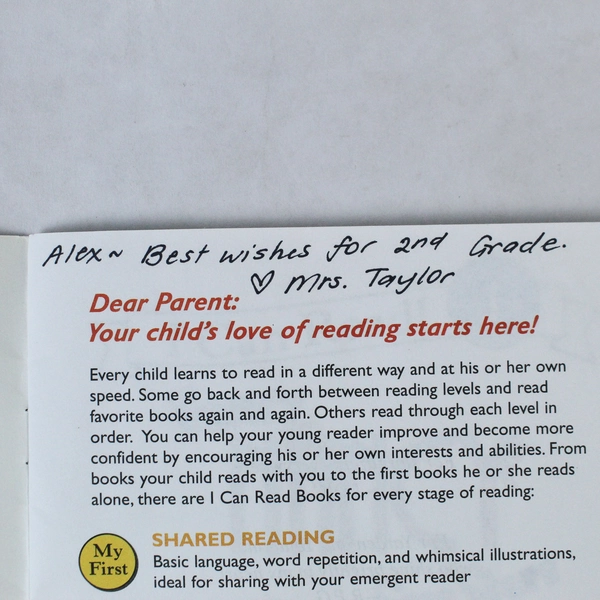 Alex~ Best wishes for 2nd Grade.
♡ Mrs. Taylor
Dear Parent:
Your child's love of reading starts here!
Every child learns to read in a different way and at his or her own
speed. Some go back and forth between reading levels and read
favorite books again and again. Others read through each level in
order. You can help your young reader improve and become more
confident by encouraging his or her own interests and abilities. From
books your child reads with you to the first books he or she reads
alone, there are I Can Read Books for every stage of reading:
My
First
SHARED READING
Basic language, word repetition, and whimsical illustrations,
ideal for sharing with your emergent reader